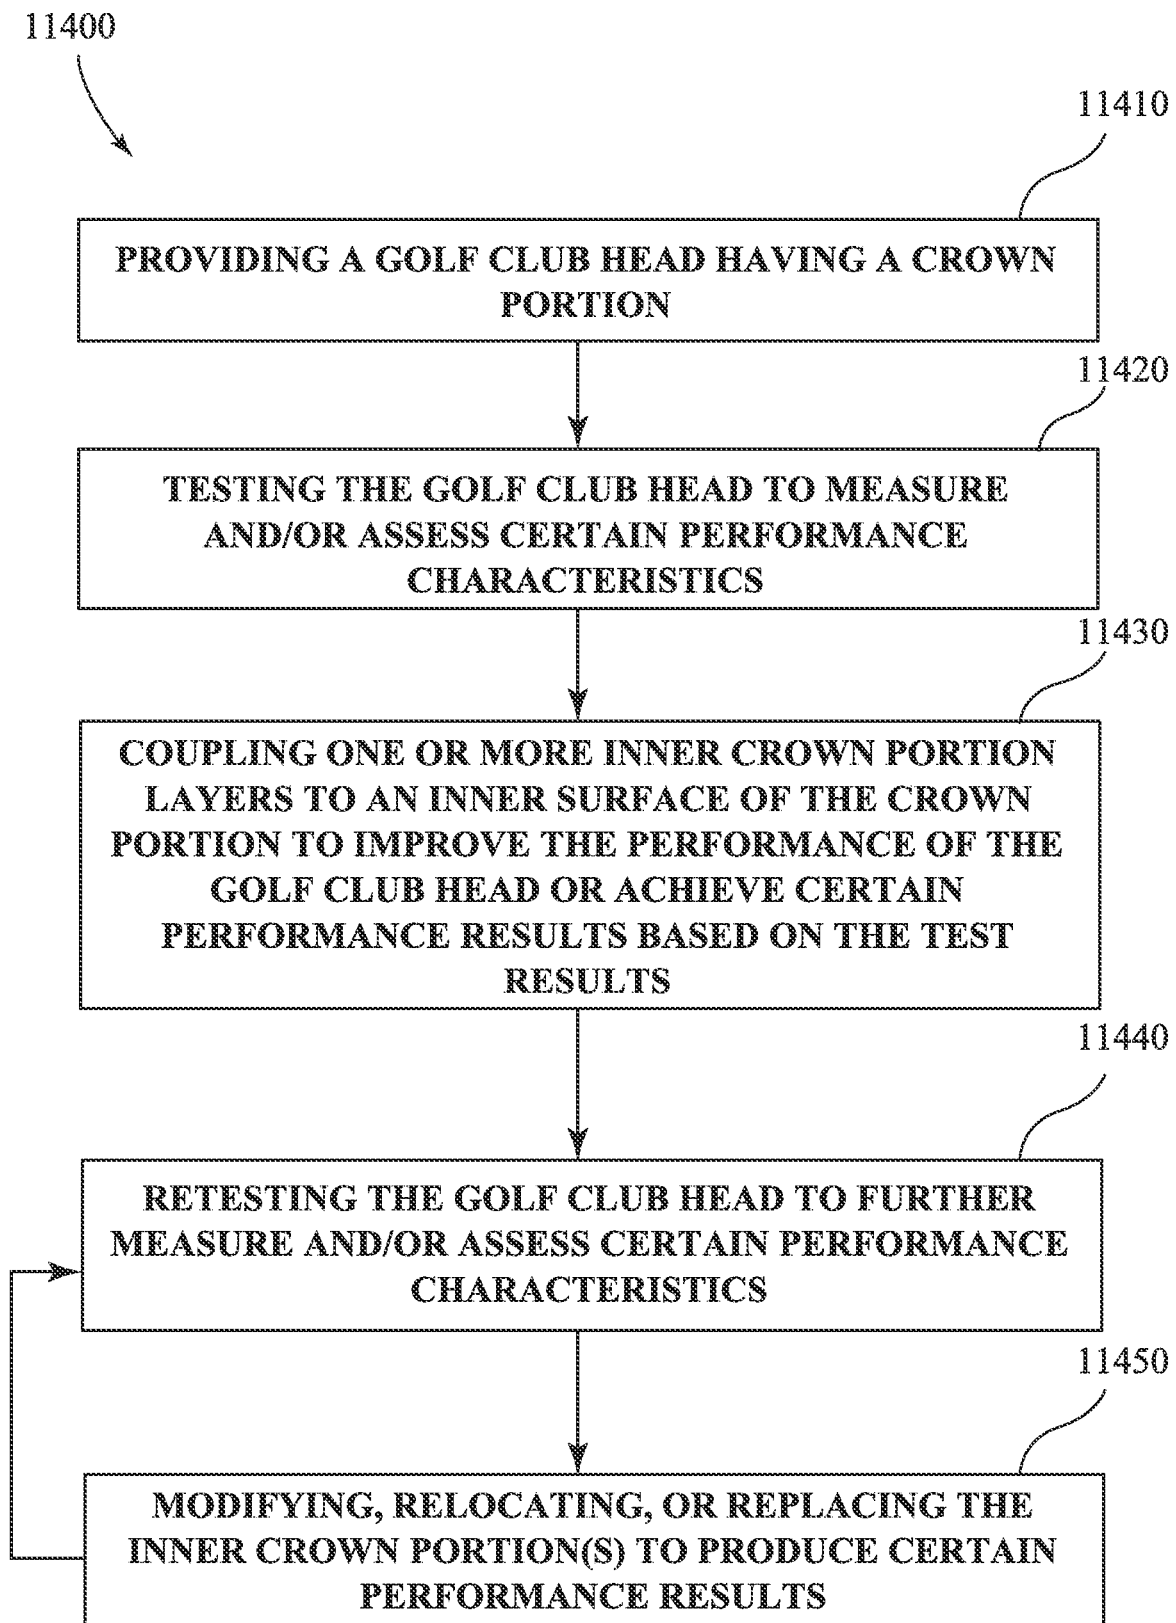 11400
11410
PROVIDING A GOLF CLUB HEAD HAVING A CROWN
PORTION
11420
TESTING THE GOLF CLUB HEAD TO MEASURE
AND/OR ASSESS CERTAIN PERFORMANCE
CHARACTERISTICS
11430
COUPLING ONE OR MORE INNER CROWN PORTION
LAYERS TO AN INNER SURFACE OF THE CROWN
PORTION TO IMPROVE THE PERFORMANCE OF THE
GOLF CLUB HEAD OR ACHIEVE CERTAIN
PERFORMANCE RESULTS BASED ON THE TEST
RESULTS
11440
RETESTING THE GOLF CLUB HEAD TO FURTHER
MEASURE AND/OR ASSESS CERTAIN PERFORMANCE
CHARACTERISTICS
11450
MODIFYING, RELOCATING, OR REPLACING THE
INNER CROWN PORTION(S) TO PRODUCE CERTAIN
PERFORMANCE RESULTS